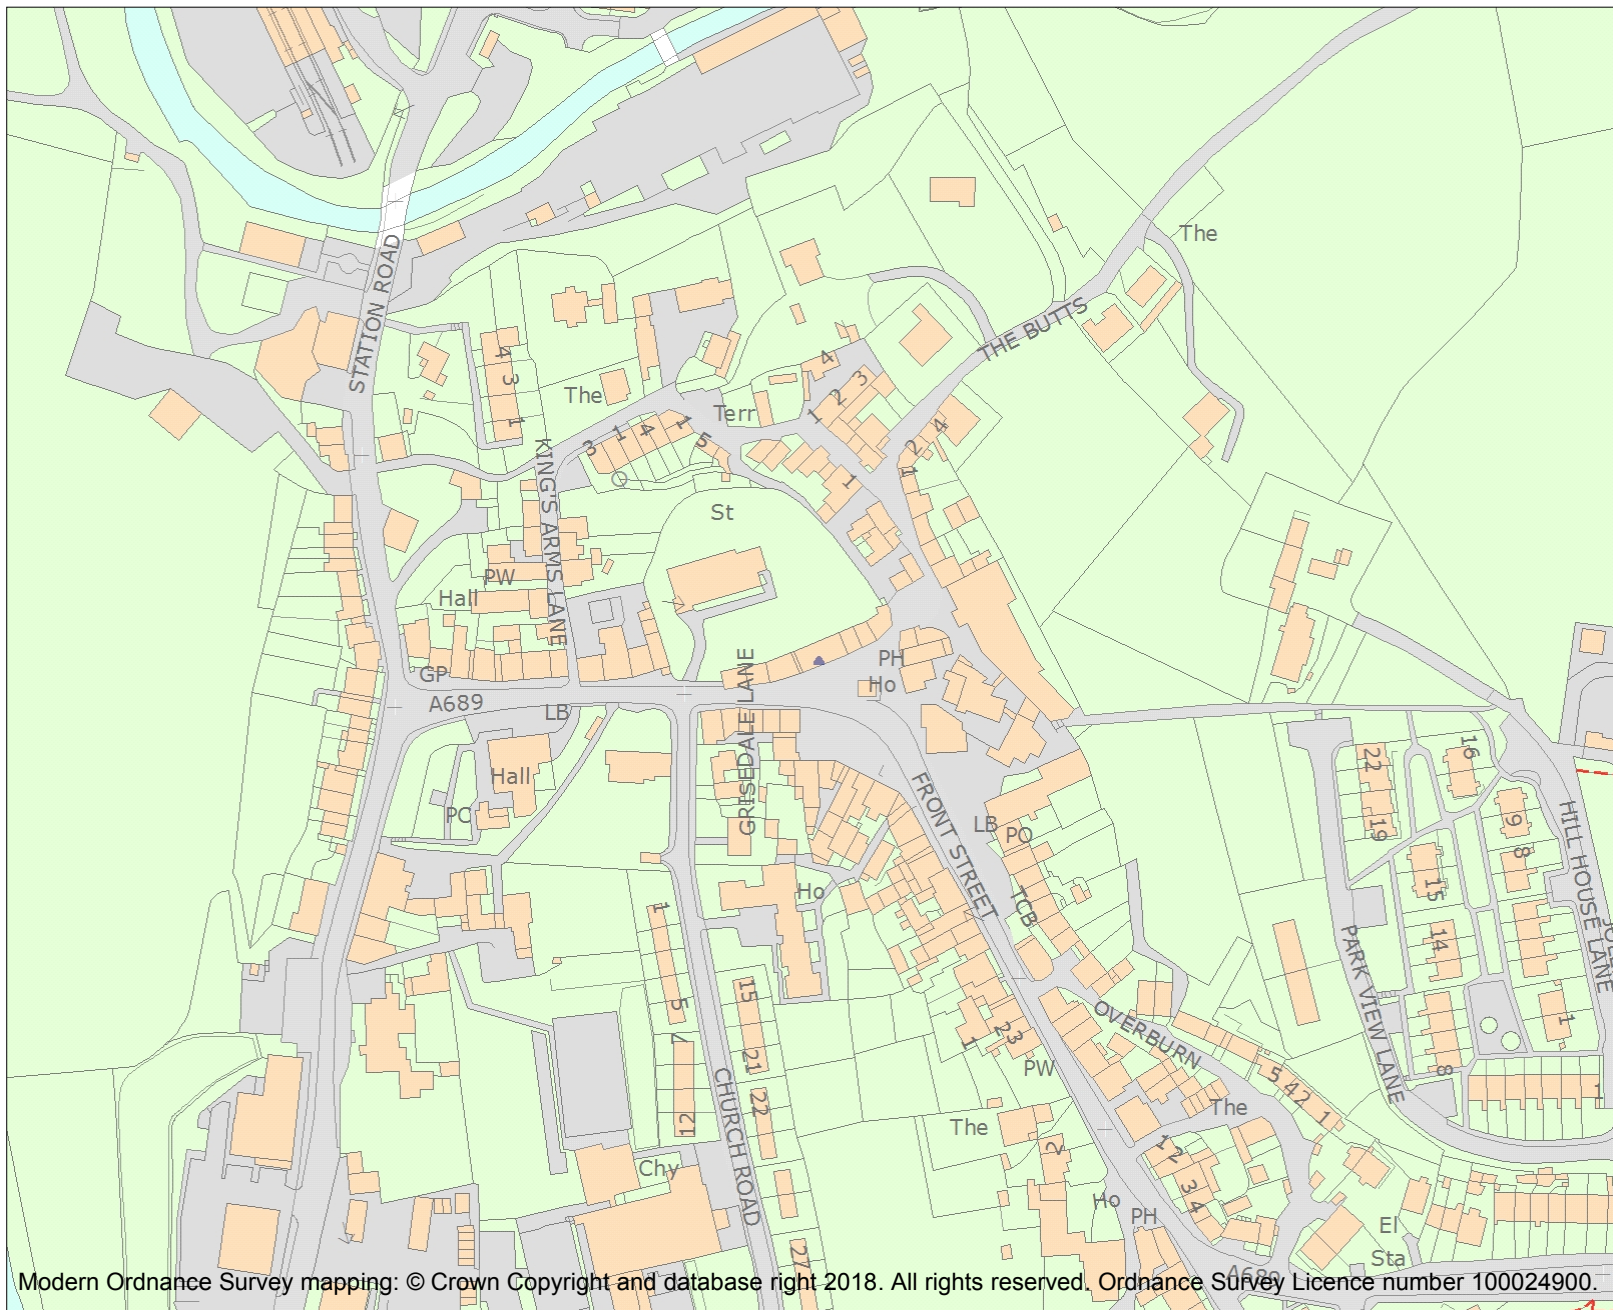 The
STATION ROAD
THE BUTTS
4
4
3
1
The
3
2
1
Terr
3
1
4
1
5
2
4
1
1
KING'S ARMS LANE
St
PW
Hall
GP
A689
LB
PH
Ho
GRISEDALE LANE
Hall
PC
FRONT STREET
LB
PO
TCB
22
19
16
9
8
15
14
HILL HOUSE LANE
PARK VIEW LANE
Ho
1
5
7
12
15
21
22
27
CHURCH ROAD
Chy
23
1
PW
OVERBURN
5
4
2
1
The
The
2
1
2
3
4
Ho
PH
1
8
1
El
Sta
A689
Modern Ordnance Survey mapping: © Crown Copyright and database right 2018. All rights reserved. Ordnance Survey Licence number 100024900.